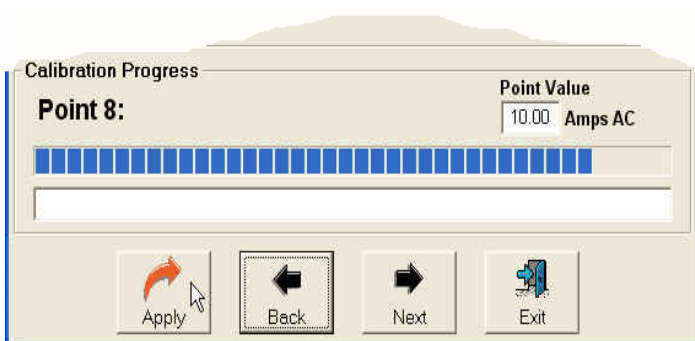 Calibration Progress
Point Value
Point 8:
10.00 Amps AC
Apply Back Next Exit